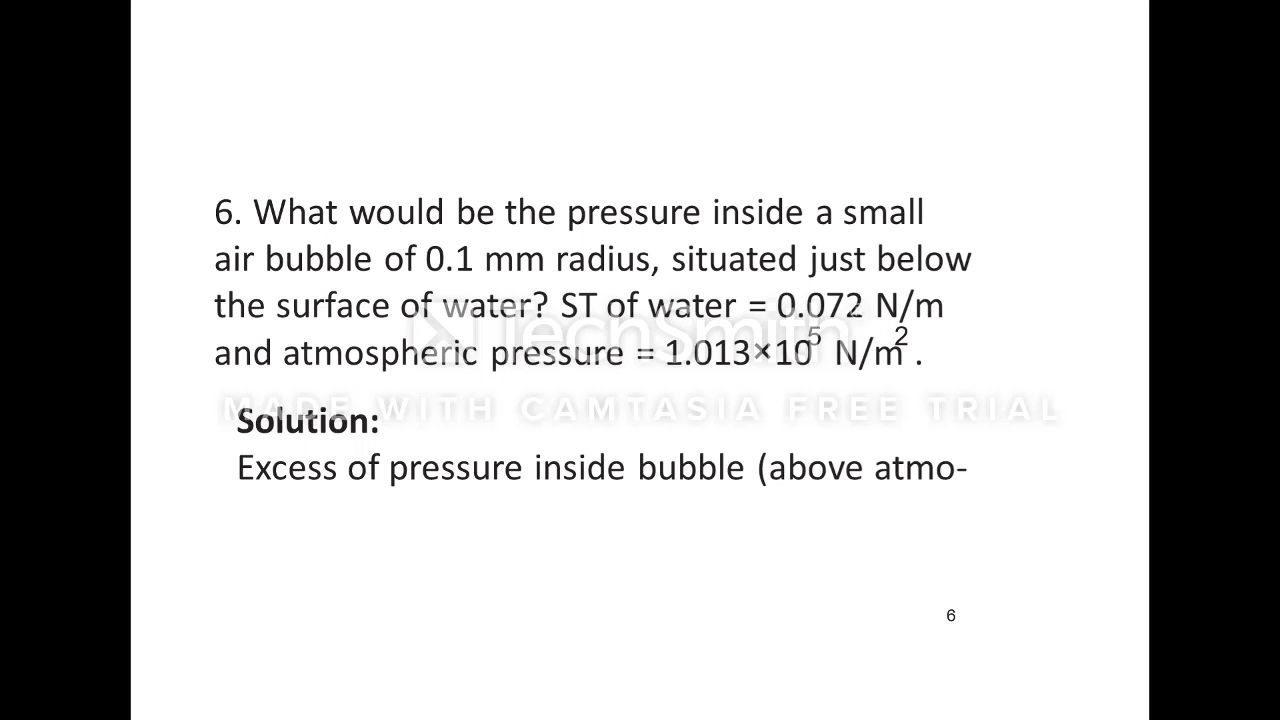 6. What would be the pressure inside a small
air bubble of 0.1 mm radius, situated just below
the surface of water? ST of water = 0.072 N/m
and atmospheric pressure = 1.013×10⁵ N/m².
TechSmith
MADE WITH CAMTASIA FREE TRIAL
Solution:
Excess of pressure inside bubble (above atmo-
6